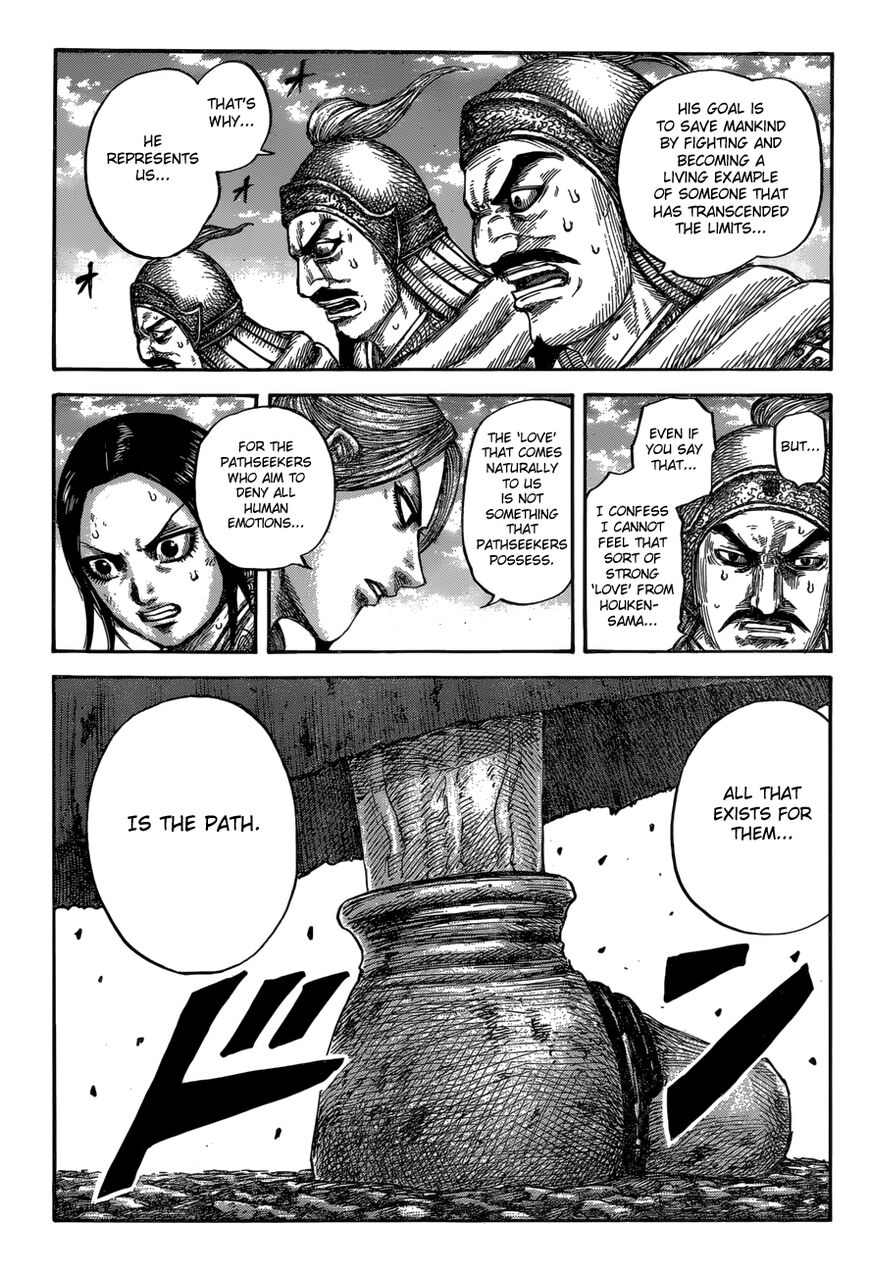 HIS GOAL IS
TO SAVE MANKIND
BY FIGHTING AND
BECOMING A
LIVING EXAMPLE
OF SOMEONE THAT
HAS TRANSCENDED
THE LIMITS...
THAT'S
WHY...
HE
REPRESENTS
US...
オ
オ
オ
BUT...
EVEN IF
YOU SAY
THAT...
I CONFESS
I CANNOT
FEEL THAT
SORT OF
STRONG
'LOVE' FROM
HOUKEN-
SAMA...
THE 'LOVE'
THAT COMES
NATURALLY
TO US
IS NOT
SOMETHING
THAT
PATHSEEKERS
POSSESS.
FOR THE
PATHSEEKERS
WHO AIM TO
DENY ALL
HUMAN
EMOTIONS...
ALL THAT
EXISTS FOR
THEM...
IS THE PATH.
ドン